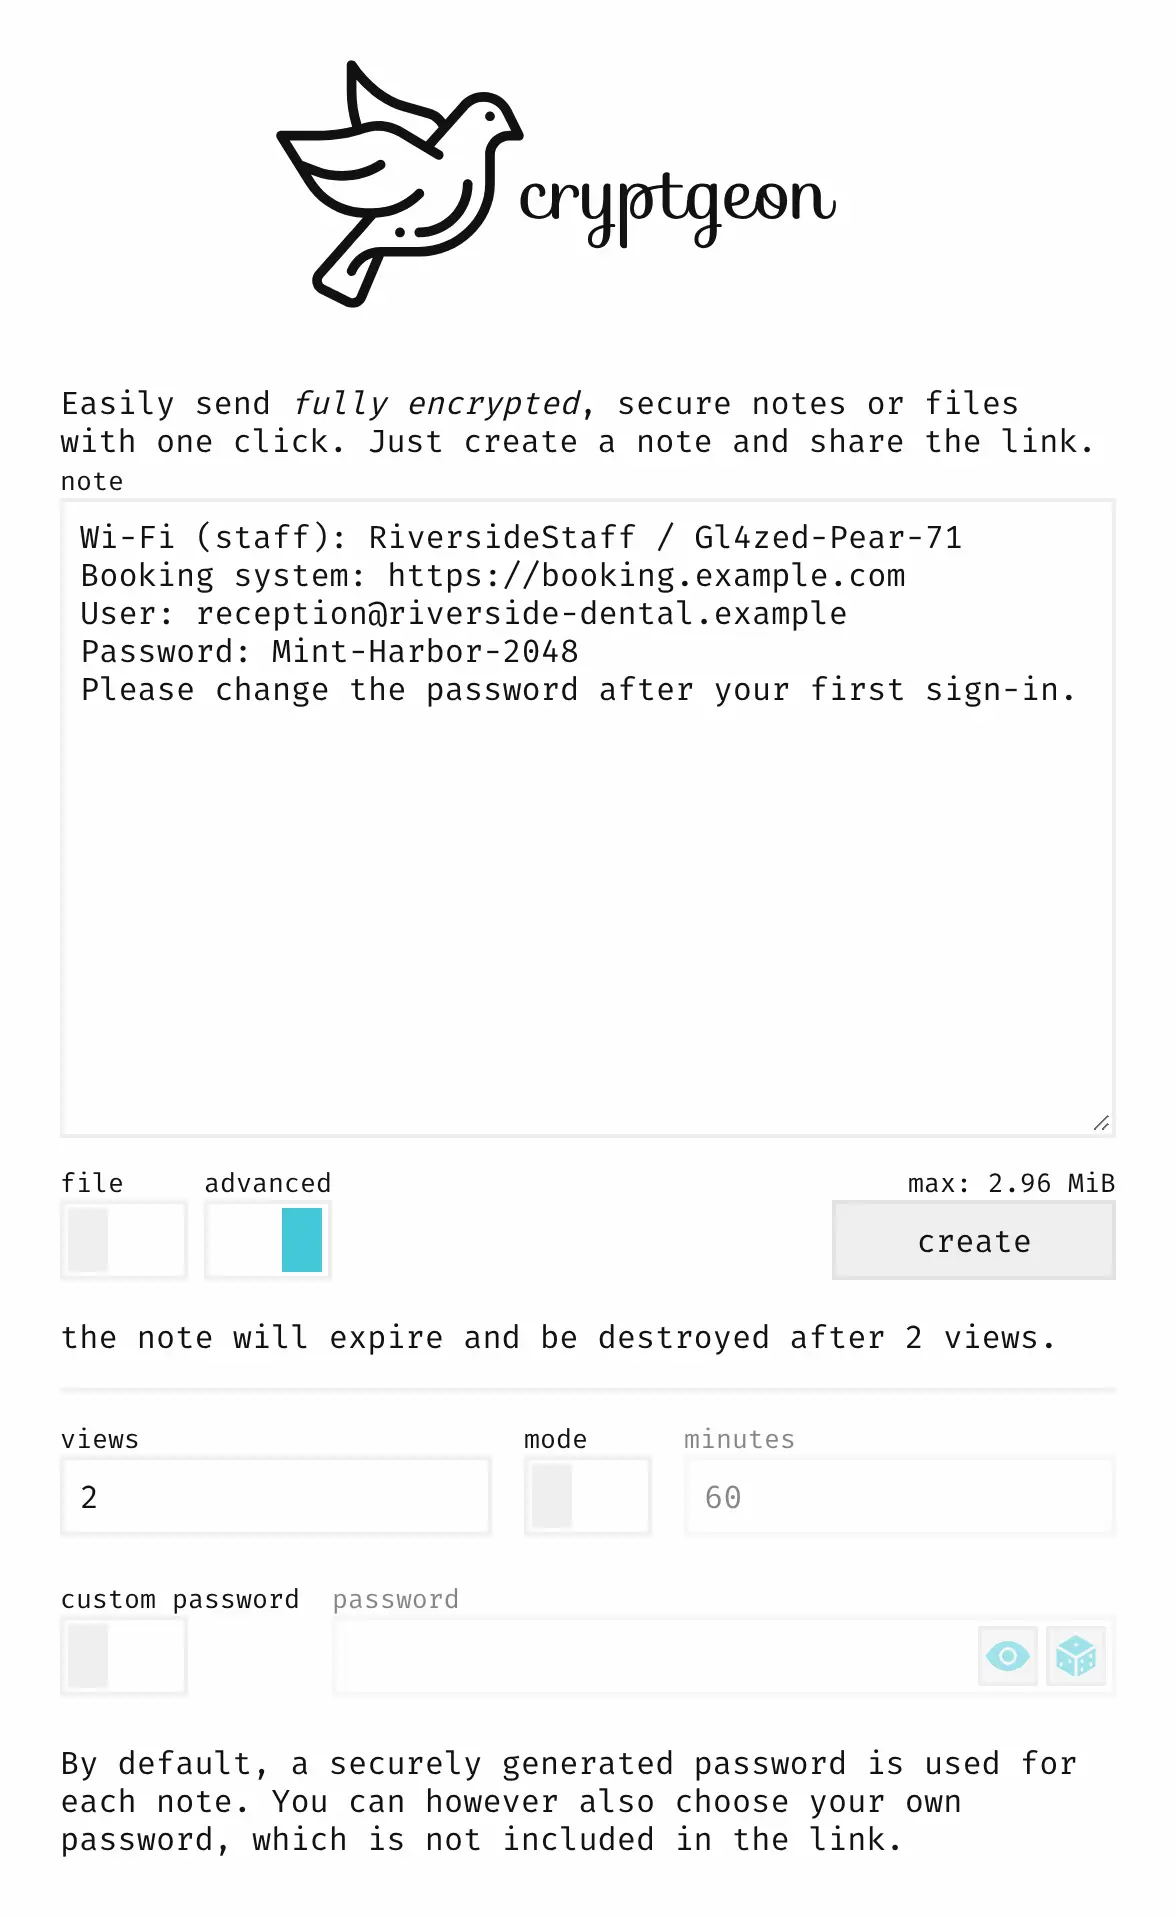 cryptgeon
Easily send fully encrypted, secure notes or files
with one click. Just create a note and share the link.
note
Wi-Fi (staff): RiversideStaff / Gl4zed-Pear-71
Booking system: https://booking.example.com
User: reception@riverside-dental.example
Password: Mint-Harbor-2048
Please change the password after your first sign-in.
file advanced max: 2.96 MiB
create
the note will expire and be destroyed after 2 views.
views mode minutes
2 60
custom password password
By default, a securely generated password is used for
each note. You can however also choose your own
password, which is not included in the link.